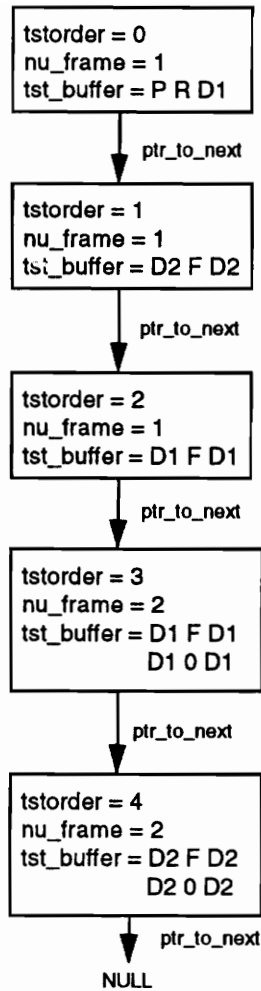 tstorder = 0
nu_frame = 1
tst_buffer = P R D1
ptr_to_next
tstorder = 1
nu_frame = 1
tst_buffer = D2 F D2
ptr_to_next
tstorder = 2
nu_frame = 1
tst_buffer = D1 F D1
ptr_to_next
tstorder = 3
nu_frame = 2
tst_buffer = D1 F D1
D1 0 D1
ptr_to_next
tstorder = 4
nu_frame = 2
tst_buffer = D2 F D2
D2 0 D2
ptr_to_next
NULL